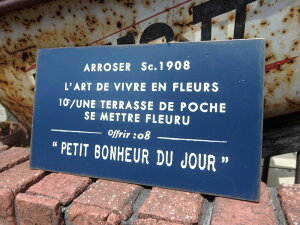 ARROSER Sc.1908
L'ART DE VIVRE EN FLEURS
10°/UNE TERRASSE DE POCHE
SE METTRE FLEURU
Offrir:08
"PETIT BONHEUR DU JOUR"